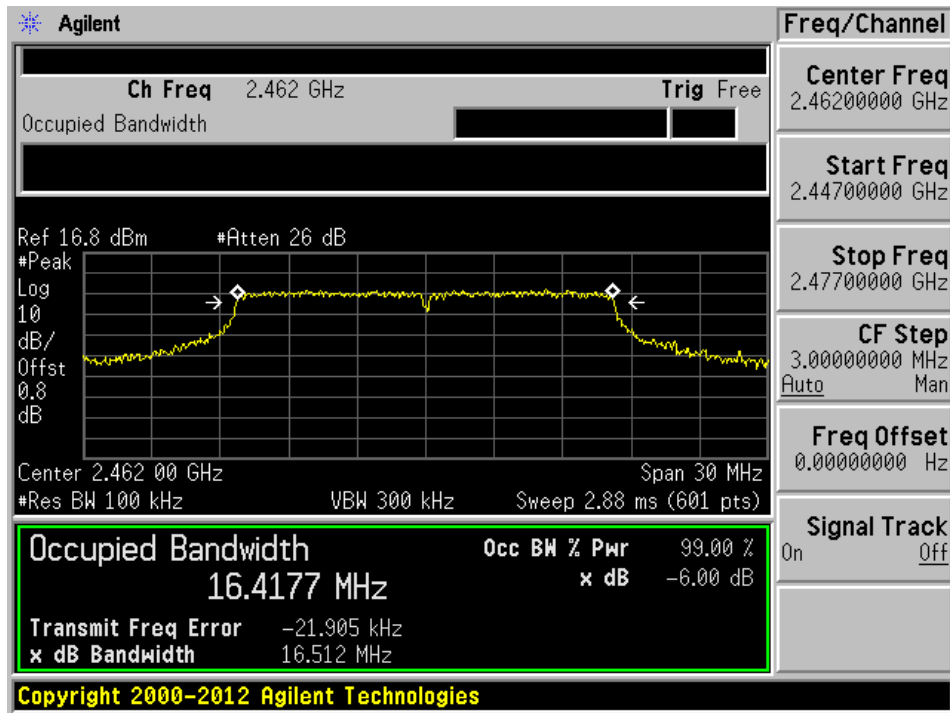 Agilent
Freq/Channel
Ch Freq 2.462 GHz Trig Free
Occupied Bandwidth
Center Freq
2.46200000 GHz
Start Freq
2.44700000 GHz
Stop Freq
2.47700000 GHz
CF Step
3.00000000 MHz
Auto Man
Freq Offset
0.00000000 Hz
Signal Track
On Off
Ref 16.8 dBm #Atten 26 dB
#Peak
Log
10
dB/
Offst
0.8
dB
Center 2.462 00 GHz Span 30 MHz
#Res BW 100 kHz VBW 300 kHz Sweep 2.88 ms (601 pts)
Occupied Bandwidth Occ BW % Pwr 99.00 %
16.4177 MHz x dB -6.00 dB
Transmit Freq Error -21.905 kHz
x dB Bandwidth 16.512 MHz
Copyright 2000-2012 Agilent Technologies